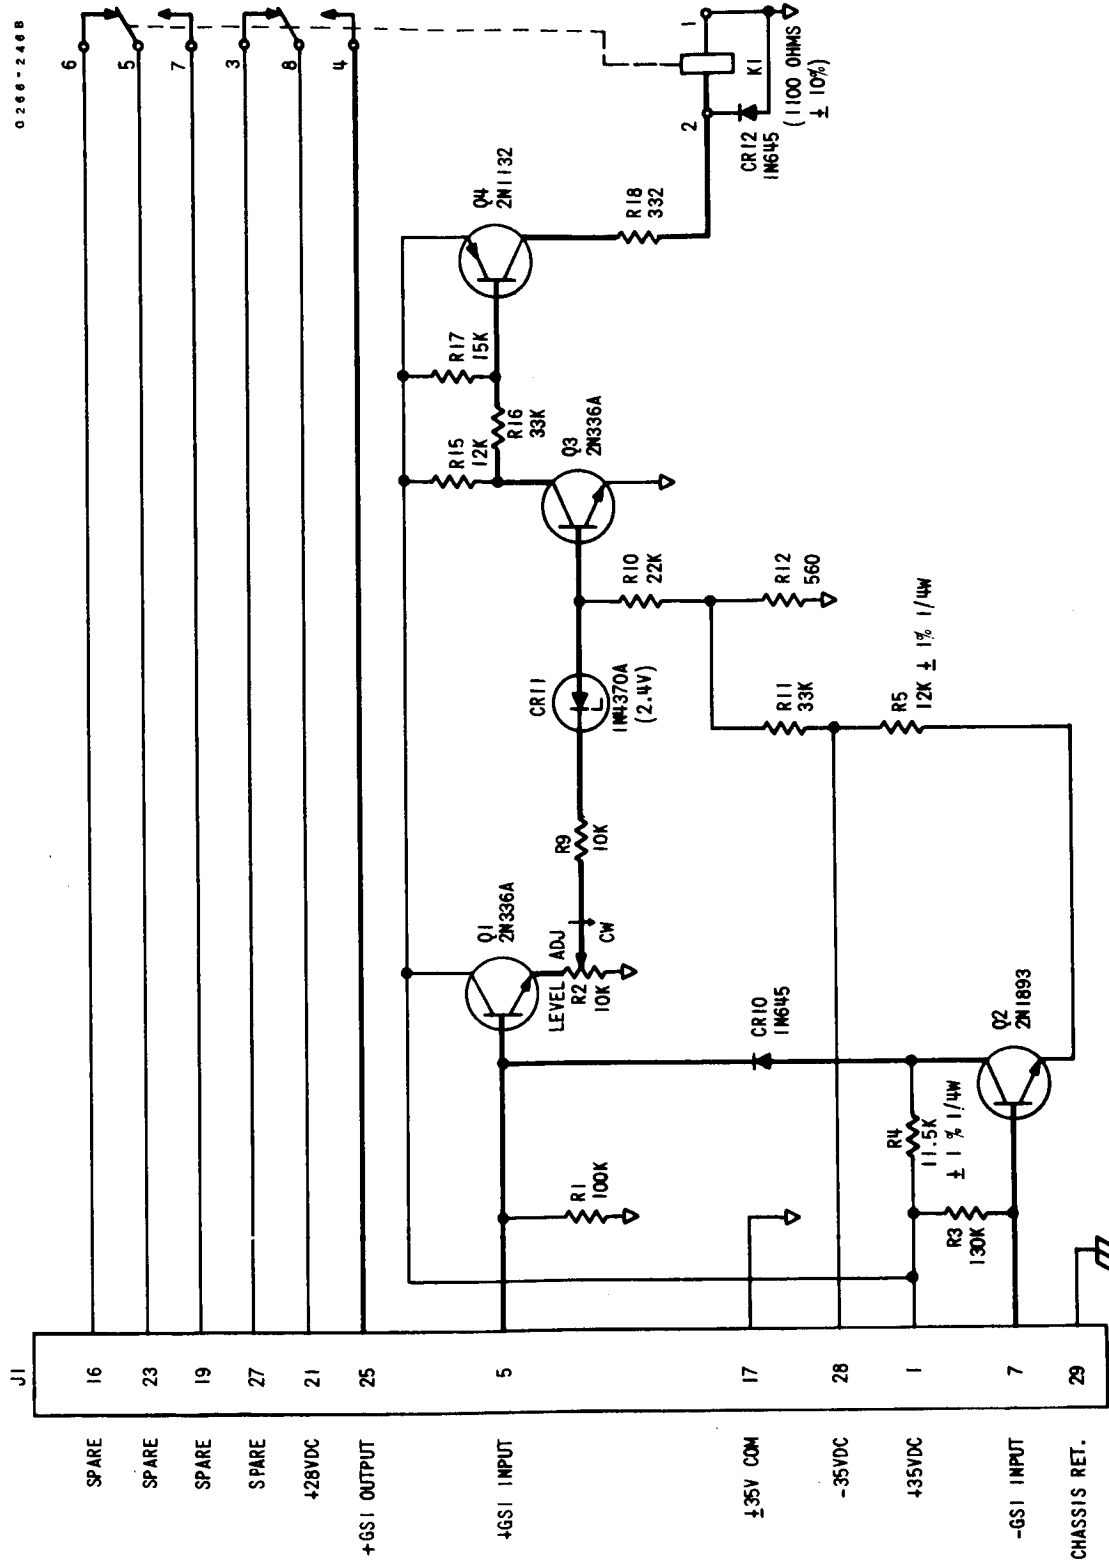 0266-246B
J1
SPARE 16
SPARE 23
SPARE 19
SPARE 27
+28VDC 21
+GSI OUTPUT 25
+GSI INPUT 5
±35V COM 17
-35VDC 28
+35VDC 1
-GSI INPUT 7
CHASSIS RET. 29
6
5
7
3
8
4
R1
100K
R3
130K
R4
11.5K
± 1% 1/4W
Q2
2N1893
CR10
1N645
Q1
2N336A
LEVEL ADJ
R2
10K
CW
R9
10K
CR11
1N4370A
(2.4V)
R11
33K
R5
12K ± 1% 1/4W
R10
22K
R12
560
Q3
2N336A
R15
12K
R16
33K
R17
15K
Q4
2N1132
R18
332
2
1
K1
(1100 OHMS
± 10%)
CR12
1N645